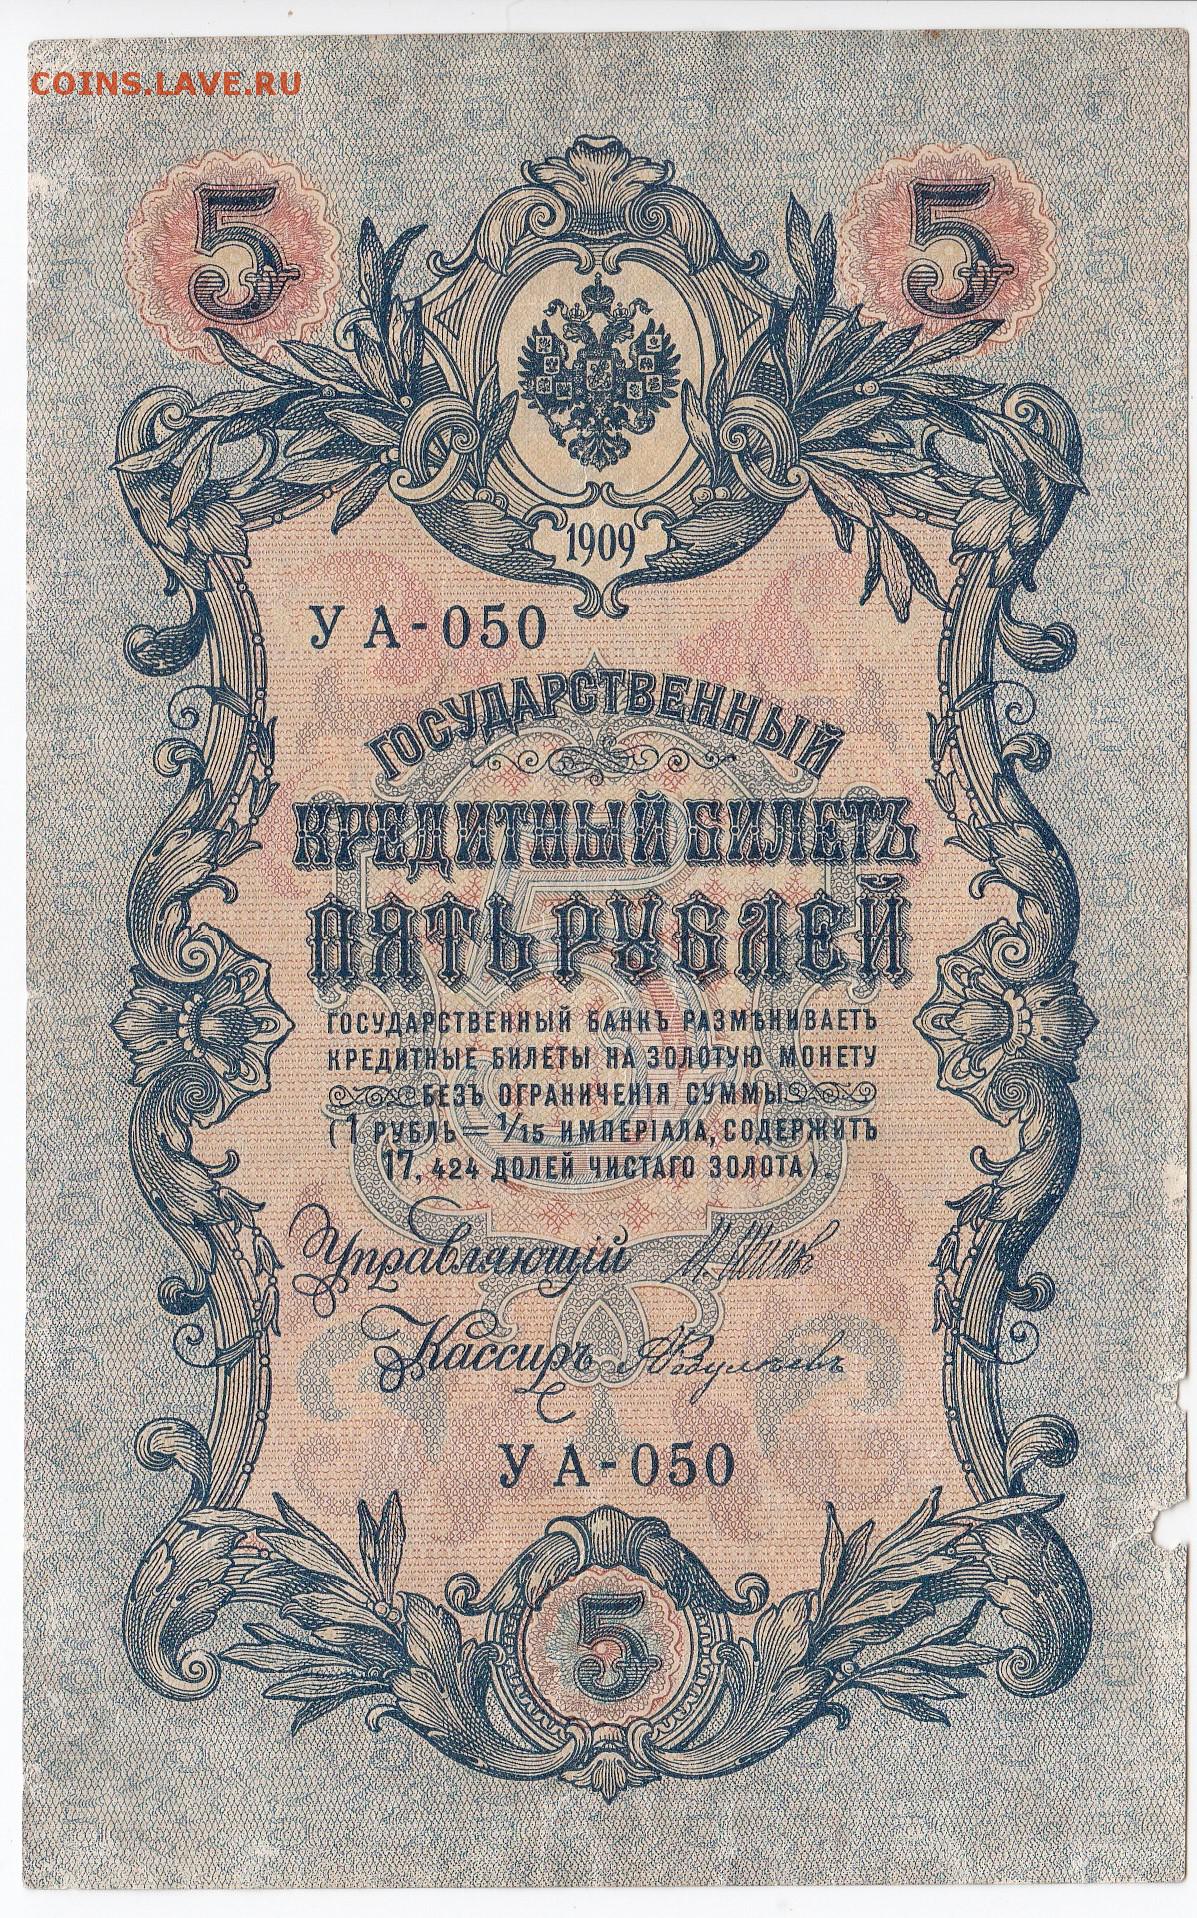 COINS.LAVE.RU
5 5
1909
УА-050
ГОСУДАРСТВЕННЫЙ
КРЕДИТНЫЙ БИЛЕТЪ
ПЯТЬ РУБЛЕЙ
ГОСУДАРСТВЕННЫЙ БАНКЪ РАЗМѢНИВАЕТЪ
КРЕДИТНЫЕ БИЛЕТЫ НА ЗОЛОТУЮ МОНЕТУ
БЕЗЪ ОГРАНИЧЕНІЯ СУММЫ
(1 РУБЛЬ — 1/15 ИМПЕРІАЛА, СОДЕРЖИТЪ
17,424 ДОЛЕЙ ЧИСТАГО ЗОЛОТА).
Управляющій
Кассиръ
УА-050
5